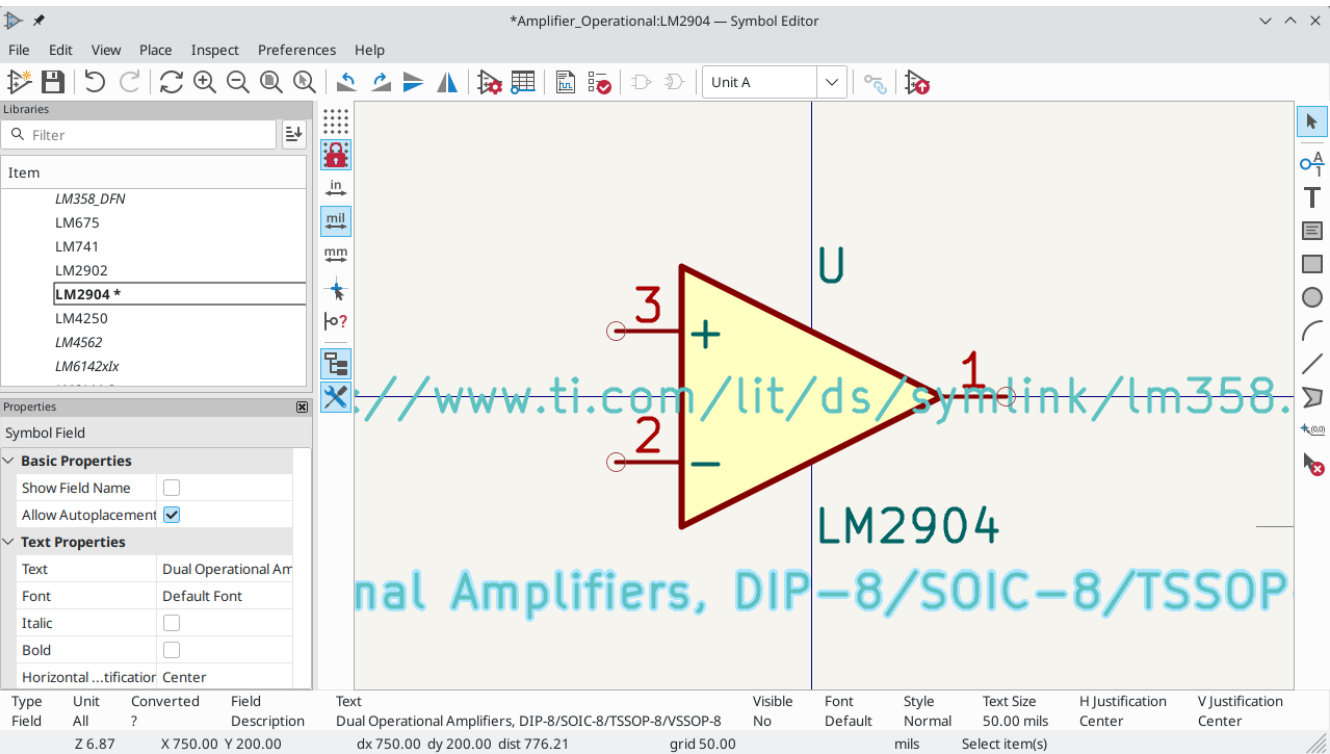 *Amplifier_Operational:LM2904 — Symbol Editor
File Edit View Place Inspect Preferences Help
Unit A
Libraries
Filter
Item
LM358_DFN
LM675
LM741
LM2902
LM2904 *
LM4250
LM4562
LM6142xIx
in
mil
mm
?
A
1
T
(0,0)
U
3
+
1
://www.ti.com/lit/ds/symlink/lm358.
2
−
LM2904
nal Amplifiers, DIP−8/SOIC−8/TSSOP
Properties
Symbol Field
Basic Properties
Show Field Name
Allow Autoplacement
Text Properties
Text Dual Operational Am
Font Default Font
Italic
Bold
Horizontal ...tification Center
Type Unit Converted Field Text Visible Font Style Text Size H Justification V Justification
Field All ? Description Dual Operational Amplifiers, DIP-8/SOIC-8/TSSOP-8/VSSOP-8 No Default Normal 50.00 mils Center Center
Z 6.87 X 750.00 Y 200.00 dx 750.00 dy 200.00 dist 776.21 grid 50.00 mils Select item(s)